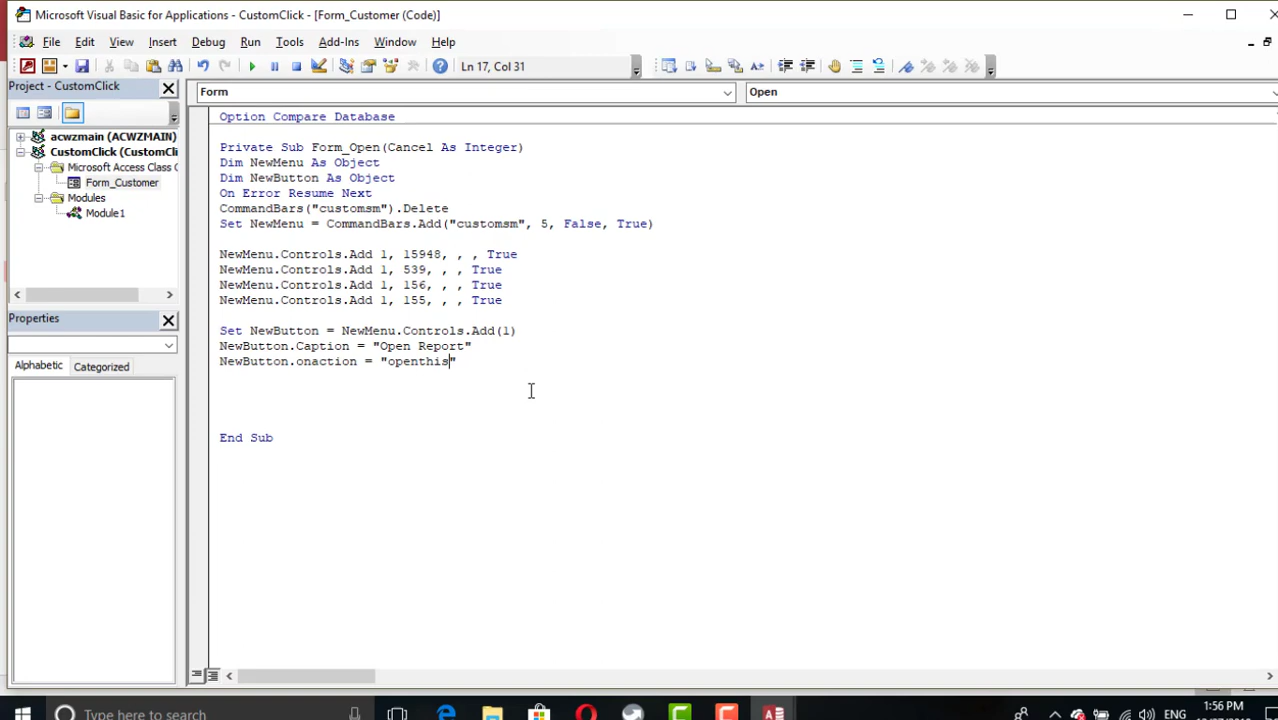 Microsoft Visual Basic for Applications - CustomClick - [Form_Customer (Code)]
File Edit View Insert Debug Run Tools Add-Ins Window Help
Ln 17, Col 31
Project - CustomClick
Form
Open
acwzmain (ACWZMAIN)
CustomClick (CustomCli
Microsoft Access Class C
Form_Customer
Modules
Module1
Properties
Alphabetic Categorized
Option Compare Database
Private Sub Form_Open(Cancel As Integer)
Dim NewMenu As Object
Dim NewButton As Object
On Error Resume Next
CommandBars("customsm").Delete
Set NewMenu = CommandBars.Add("customsm", 5, False, True)
NewMenu.Controls.Add 1, 15948, , , True
NewMenu.Controls.Add 1, 539, , , True
NewMenu.Controls.Add 1, 156, , , True
NewMenu.Controls.Add 1, 155, , , True
Set NewButton = NewMenu.Controls.Add(1)
NewButton.Caption = "Open Report"
NewButton.onaction = "openthis"
End Sub
Type here to search
ENG
1:56 PM